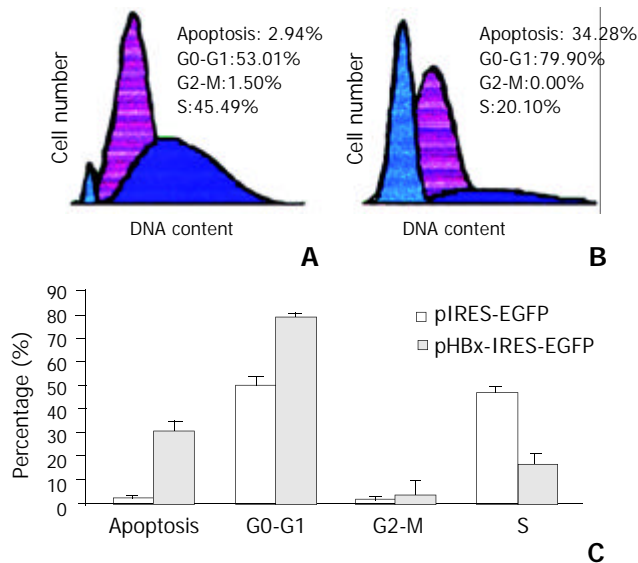 Apoptosis: 2.94%
G0-G1:53.01%
G2-M:1.50%
S:45.49%
Cell number
DNA content
A
Apoptosis: 34.28%
G0-G1:79.90%
G2-M:0.00%
S:20.10%
Cell number
DNA content
B
Percentage (%)
90
80
70
60
50
40
30
20
10
0
pIRES-EGFP
pHBx-IRES-EGFP
Apoptosis
G0-G1
G2-M
S
C